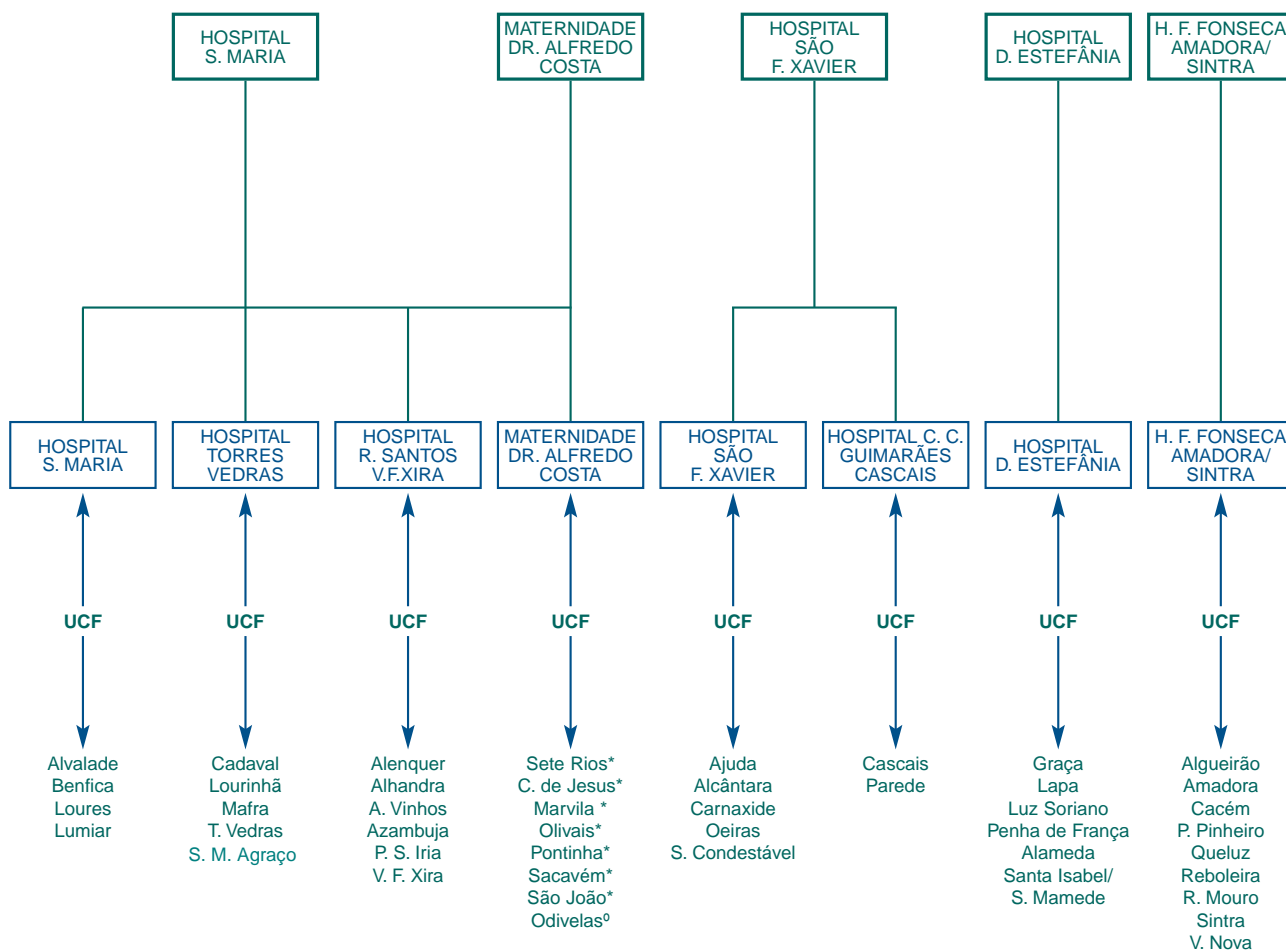 HOSPITAL
S. MARIA
MATERNIDADE
DR. ALFREDO
COSTA
HOSPITAL
SÃO
F. XAVIER
HOSPITAL
D. ESTEFÂNIA
H. F. FONSECA
AMADORA/
SINTRA
HOSPITAL
S. MARIA
HOSPITAL
TORRES
VEDRAS
HOSPITAL
R. SANTOS
V.F.XIRA
MATERNIDADE
DR. ALFREDO
COSTA
HOSPITAL
SÃO
F. XAVIER
HOSPITAL C. C.
GUIMARÃES
CASCAIS
HOSPITAL
D. ESTEFÂNIA
H. F. FONSECA
AMADORA/
SINTRA
UCF
UCF
UCF
UCF
UCF
UCF
UCF
UCF
Alvalade
Benfica
Loures
Lumiar
Cadaval
Lourinhã
Mafra
T. Vedras
S. M. Agraço
Alenquer
Alhandra
A. Vinhos
Azambuja
P. S. Iria
V. F. Xira
Sete Rios*
C. de Jesus*
Marvila *
Olivais*
Pontinha*
Sacavém*
São João*
Odivelasº
Ajuda
Alcântara
Carnaxide
Oeiras
S. Condestável
Cascais
Parede
Graça
Lapa
Luz Soriano
Penha de França
Alameda
Santa Isabel/
S. Mamede
Algueirão
Amadora
Cacém
P. Pinheiro
Queluz
Reboleira
R. Mouro
Sintra
V. Nova